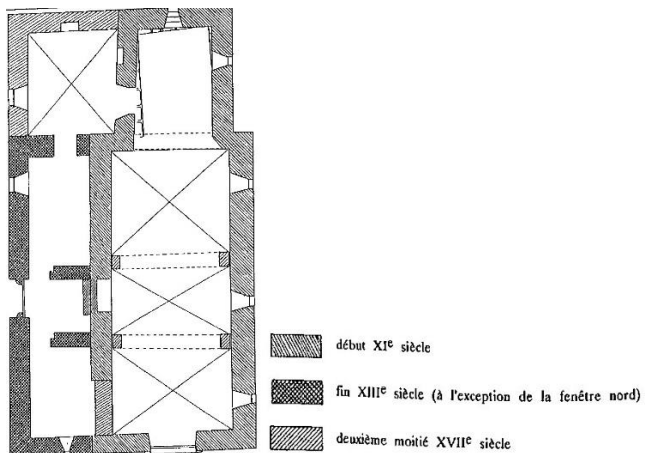 début XIe siècle
fin XIIIe siècle (à l'exception de la fenêtre nord)
deuxième moitié XVIIe siècle